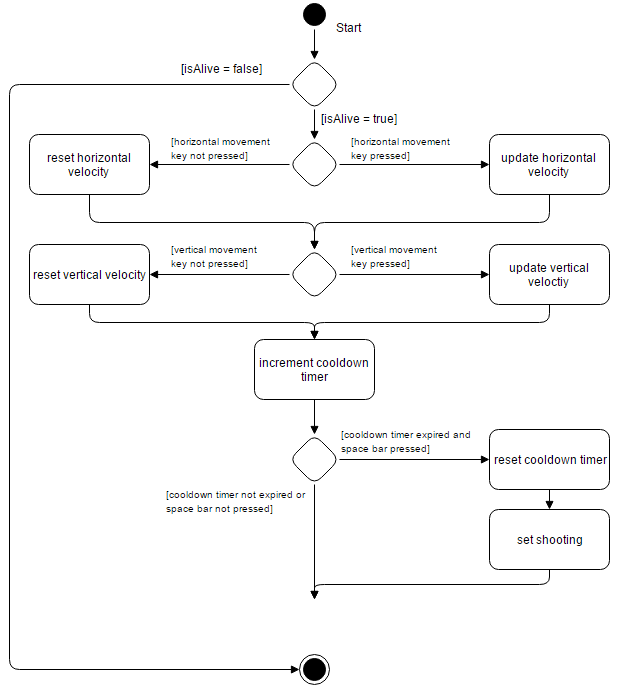 Start
[isAlive = false]
[isAlive = true]
[horizontal movement
key not pressed]
[horizontal movement
key pressed]
reset horizontal
velocity
update horizontal
velocity
[vertical movement
key not pressed]
[vertical movement
key pressed]
reset vertical velocity
update vertical
veloctiy
increment cooldown
timer
[cooldown timer expired and
space bar pressed]
reset cooldown timer
[cooldown timer not expired or
space bar not pressed]
set shooting